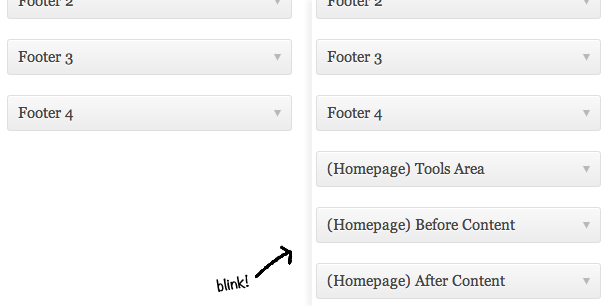 Footer 2
Footer 3
Footer 4
Footer 2
Footer 3
Footer 4
(Homepage) Tools Area
(Homepage) Before Content
(Homepage) After Content
blink!